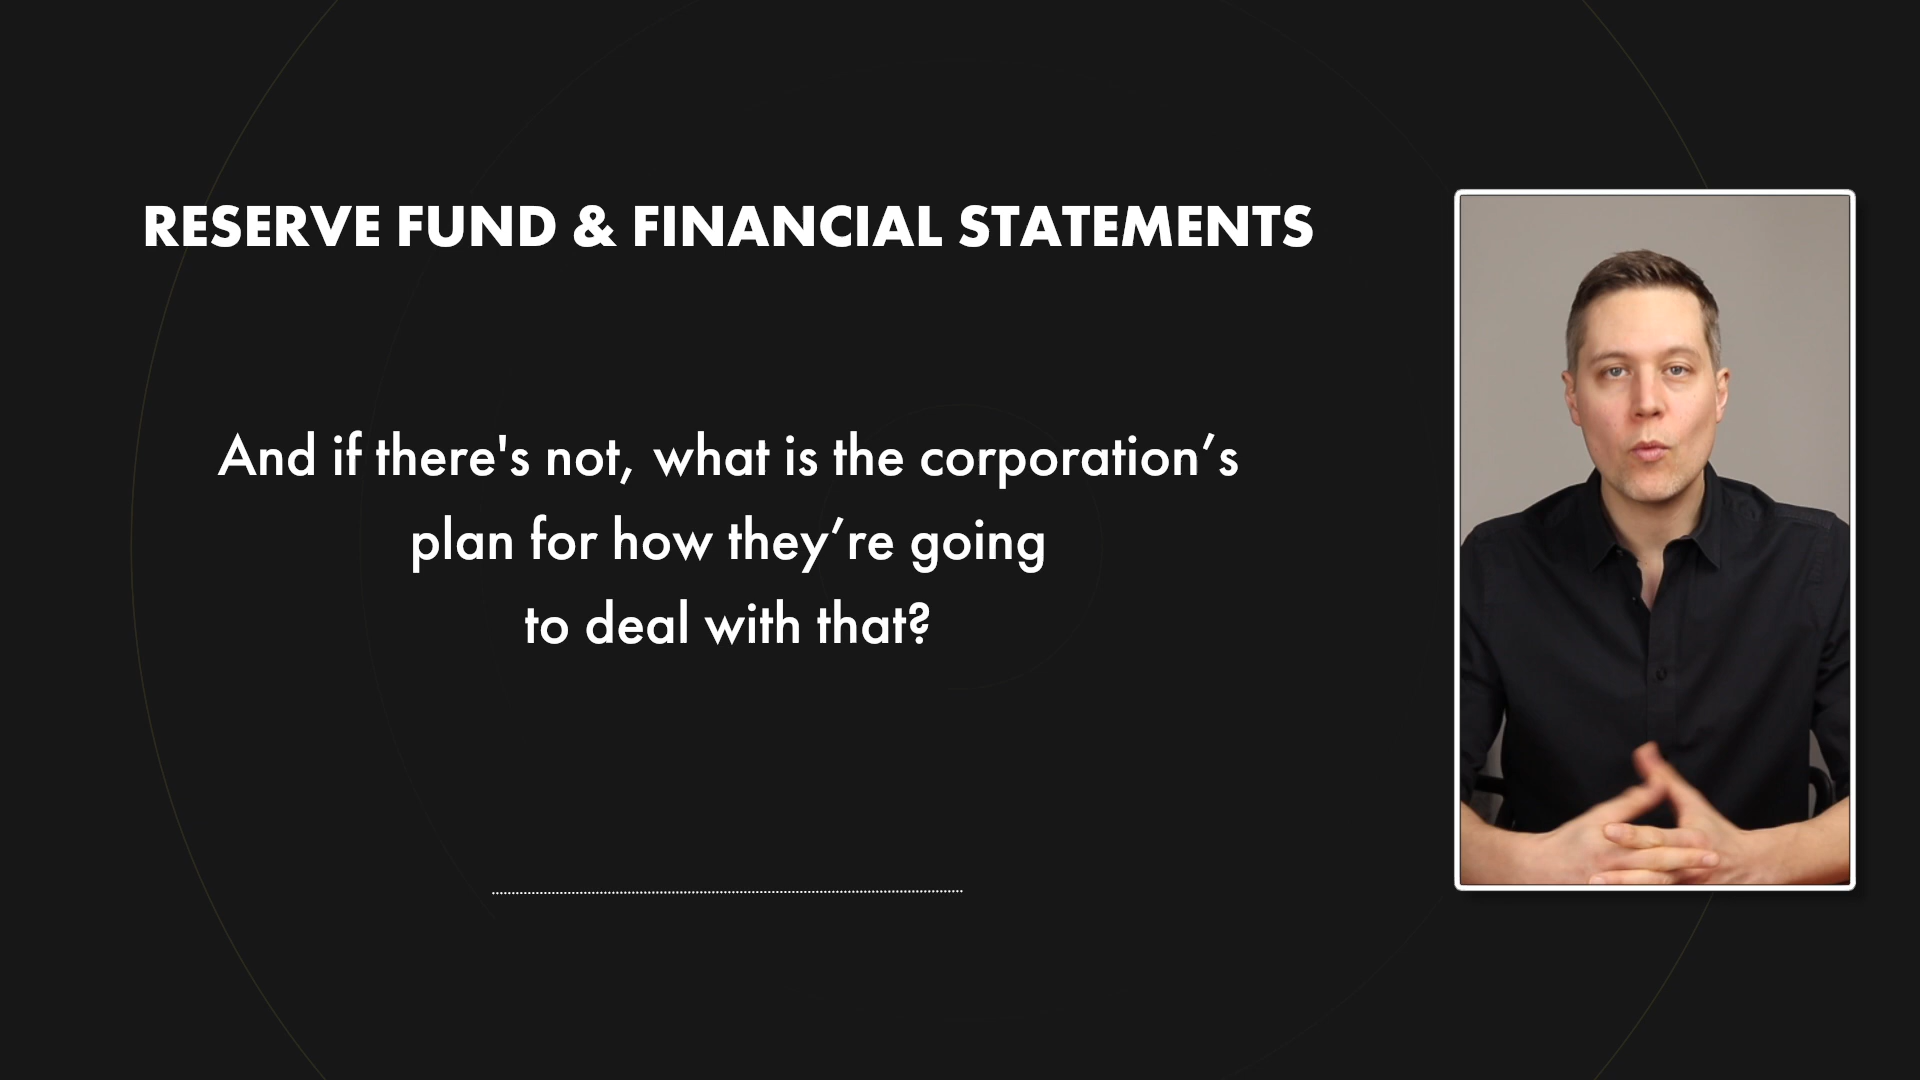 RESERVE FUND & FINANCIAL STATEMENTS
And if there's not, what is the corporation’s
plan for how they’re going
to deal with that?